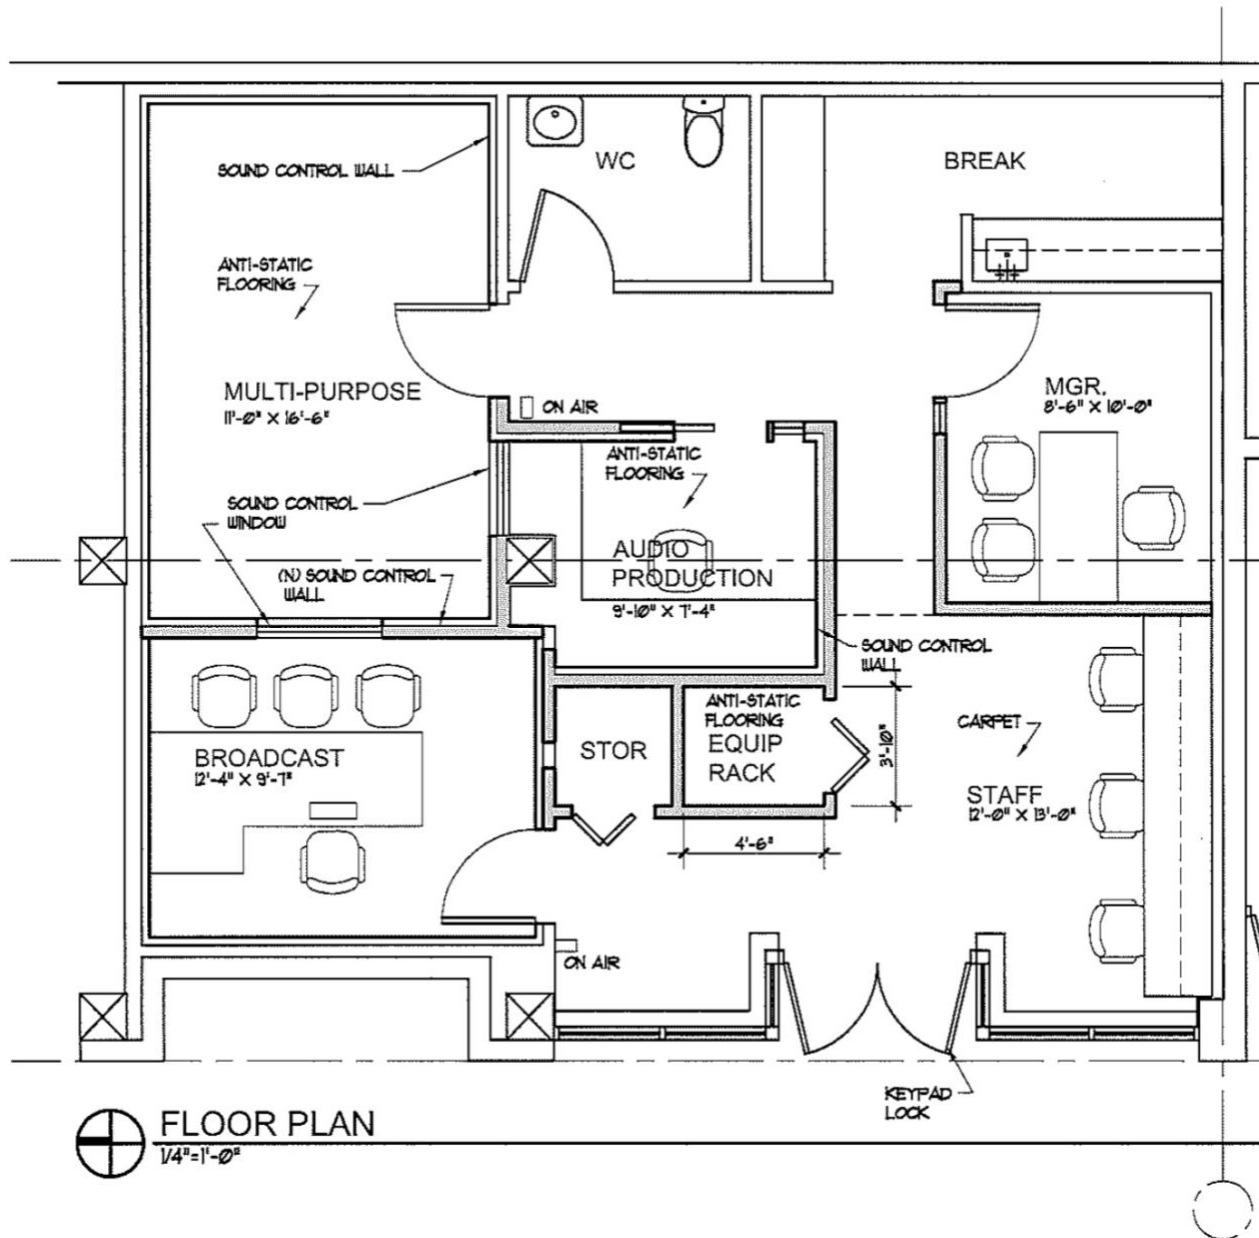 SOUND CONTROL WALL
WC
BREAK
ANTI-STATIC
FLOORING
MULTI-PURPOSE
11'-0" X 16'-6"
ON AIR
MGR.
8'-6" X 10'-0"
ANTI-STATIC
FLOORING
SOUND CONTROL
WINDOW
AUDIO
PRODUCTION
9'-10" X 7'-4"
(N) SOUND CONTROL
WALL
SOUND CONTROL
WALL
ANTI-STATIC
FLOORING
EQUIP
RACK
STOR
CARPET
3'-10"
BROADCAST
12'-4" X 9'-7"
STAFF
12'-0" X 13'-0"
4'-6"
ON AIR
KEYPAD
LOCK
FLOOR PLAN
1/4"=1'-0"